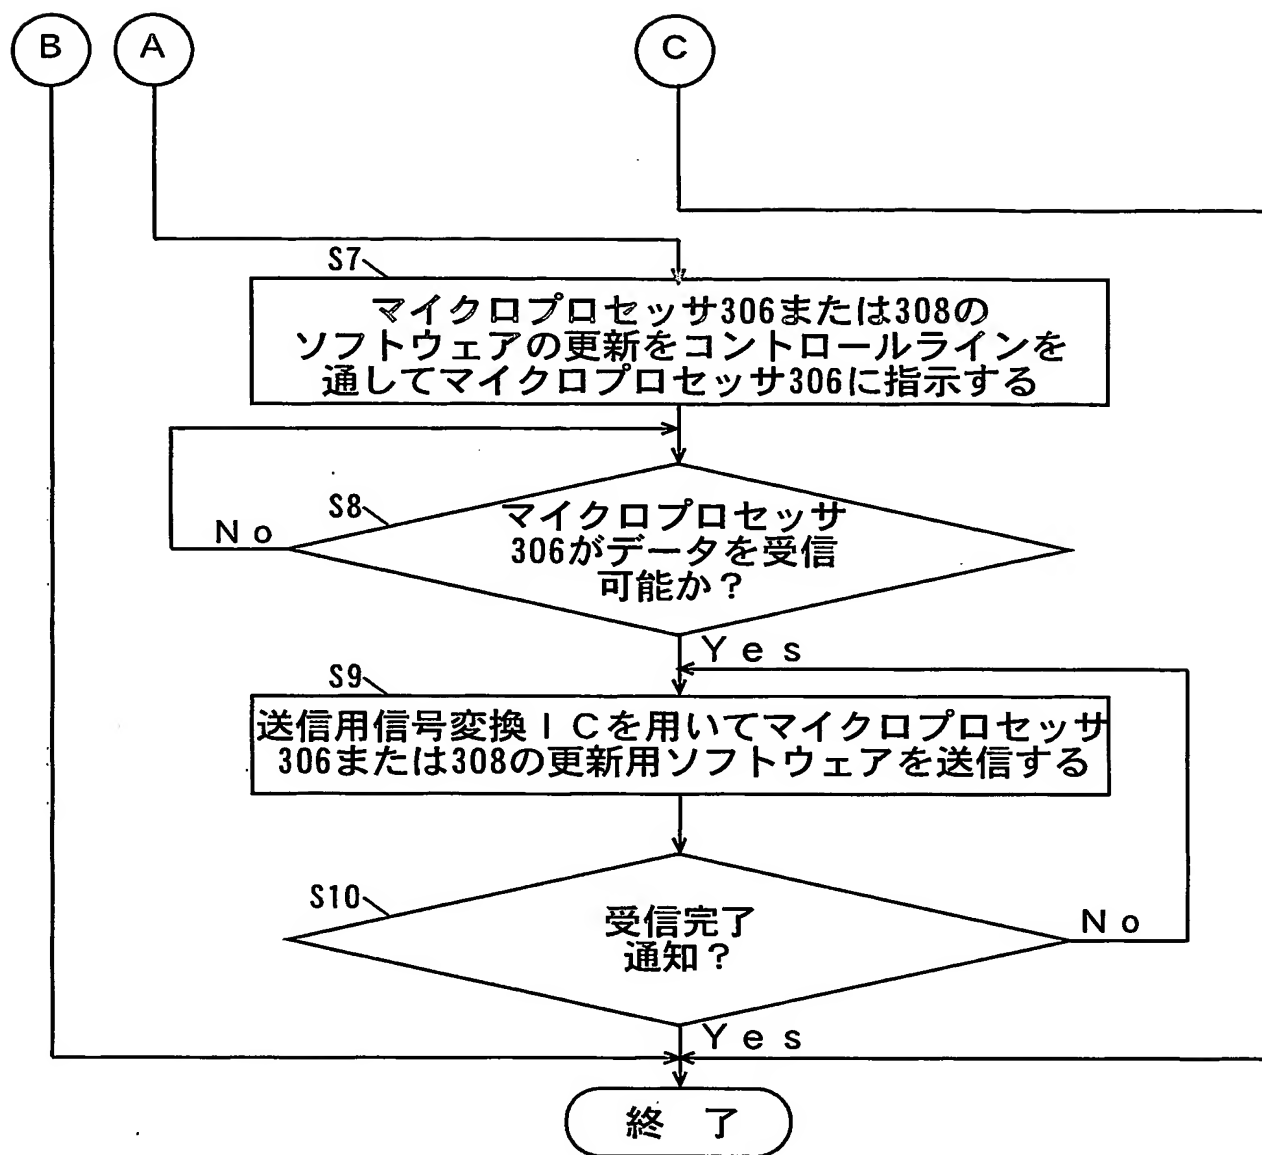 B
A
C
S7
マイクロプロセッサ306または308の
ソフトウェアの更新をコントロールラインを
通してマイクロプロセッサ306に指示する
S8
No
マイクロプロセッサ
306がデータを受信
可能か？
Yes
S9
送信用信号変換ＩＣを用いてマイクロプロセッサ
306または308の更新用ソフトウェアを送信する
S10
受信完了
通知？
No
Yes
終 了